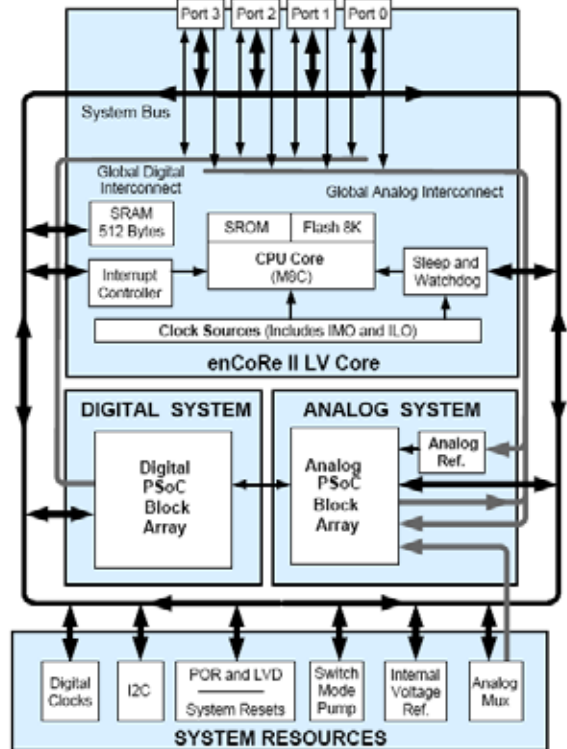 Port 3
Port 2
Port 1
Port 0
System Bus
Global Digital
Interconnect
Global Analog Interconnect
SRAM
512 Bytes
SROM
Flash 8K
CPU Core
(M8C)
Interrupt
Controller
Sleep and
Watchdog
Clock Sources (Includes IMO and ILO)
enCoRe II LV Core
DIGITAL SYSTEM
Digital
PSoC
Block
Array
ANALOG SYSTEM
Analog
PSoC
Block
Array
Analog
Ref.
Digital
Clocks
I2C
POR and LVD
System Resets
Switch
Mode
Pump
Internal
Voltage
Ref.
Analog
Mux
SYSTEM RESOURCES